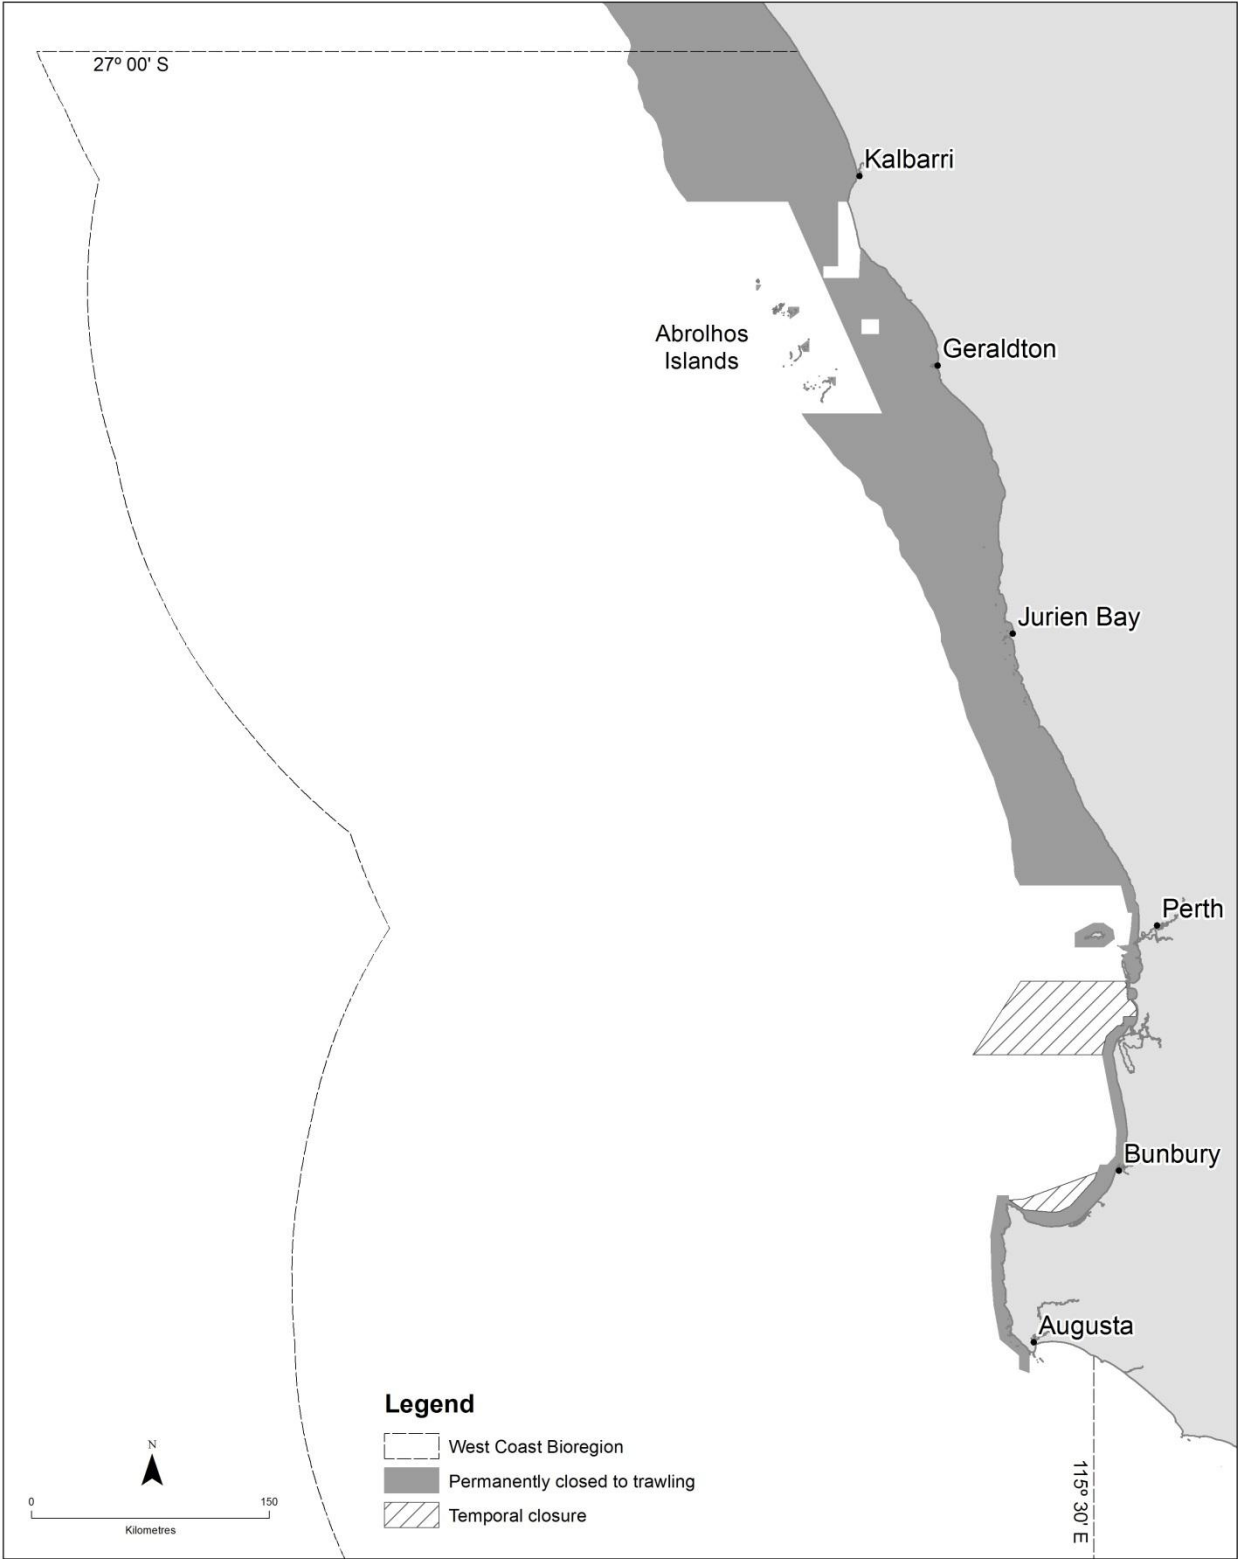 27º 00' S
Kalbarri
Abrolhos
Islands
Geraldton
Jurien Bay
Perth
Bunbury
Augusta
Legend
West Coast Bioregion
Permanently closed to trawling
Temporal closure
N
0 150
Kilometres
115º 30' E